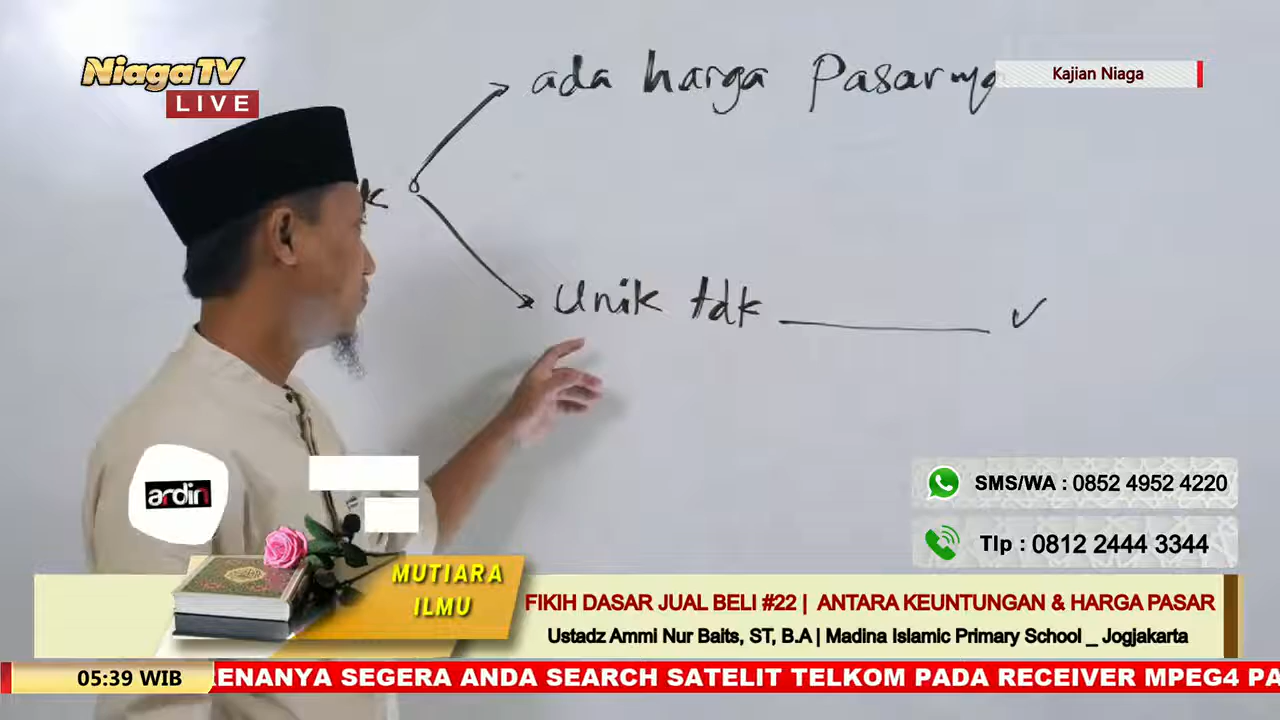 NiagaTV
LIVE
ada harga Pasarnya
Kajian Niaga
k
Unik tdk ________ ✓
ardin
SMS/WA : 0852 4952 4220
Tlp : 0812 2444 3344
MUTIARA
ILMU
FIKIH DASAR JUAL BELI #22 | ANTARA KEUNTUNGAN & HARGA PASAR
Ustadz Ammi Nur Baits, ST, B.A | Madina Islamic Primary School _ Jogjakarta
05:39 WIB
ENANYA SEGERA ANDA SEARCH SATELIT TELKOM PADA RECEIVER MPEG4 PA